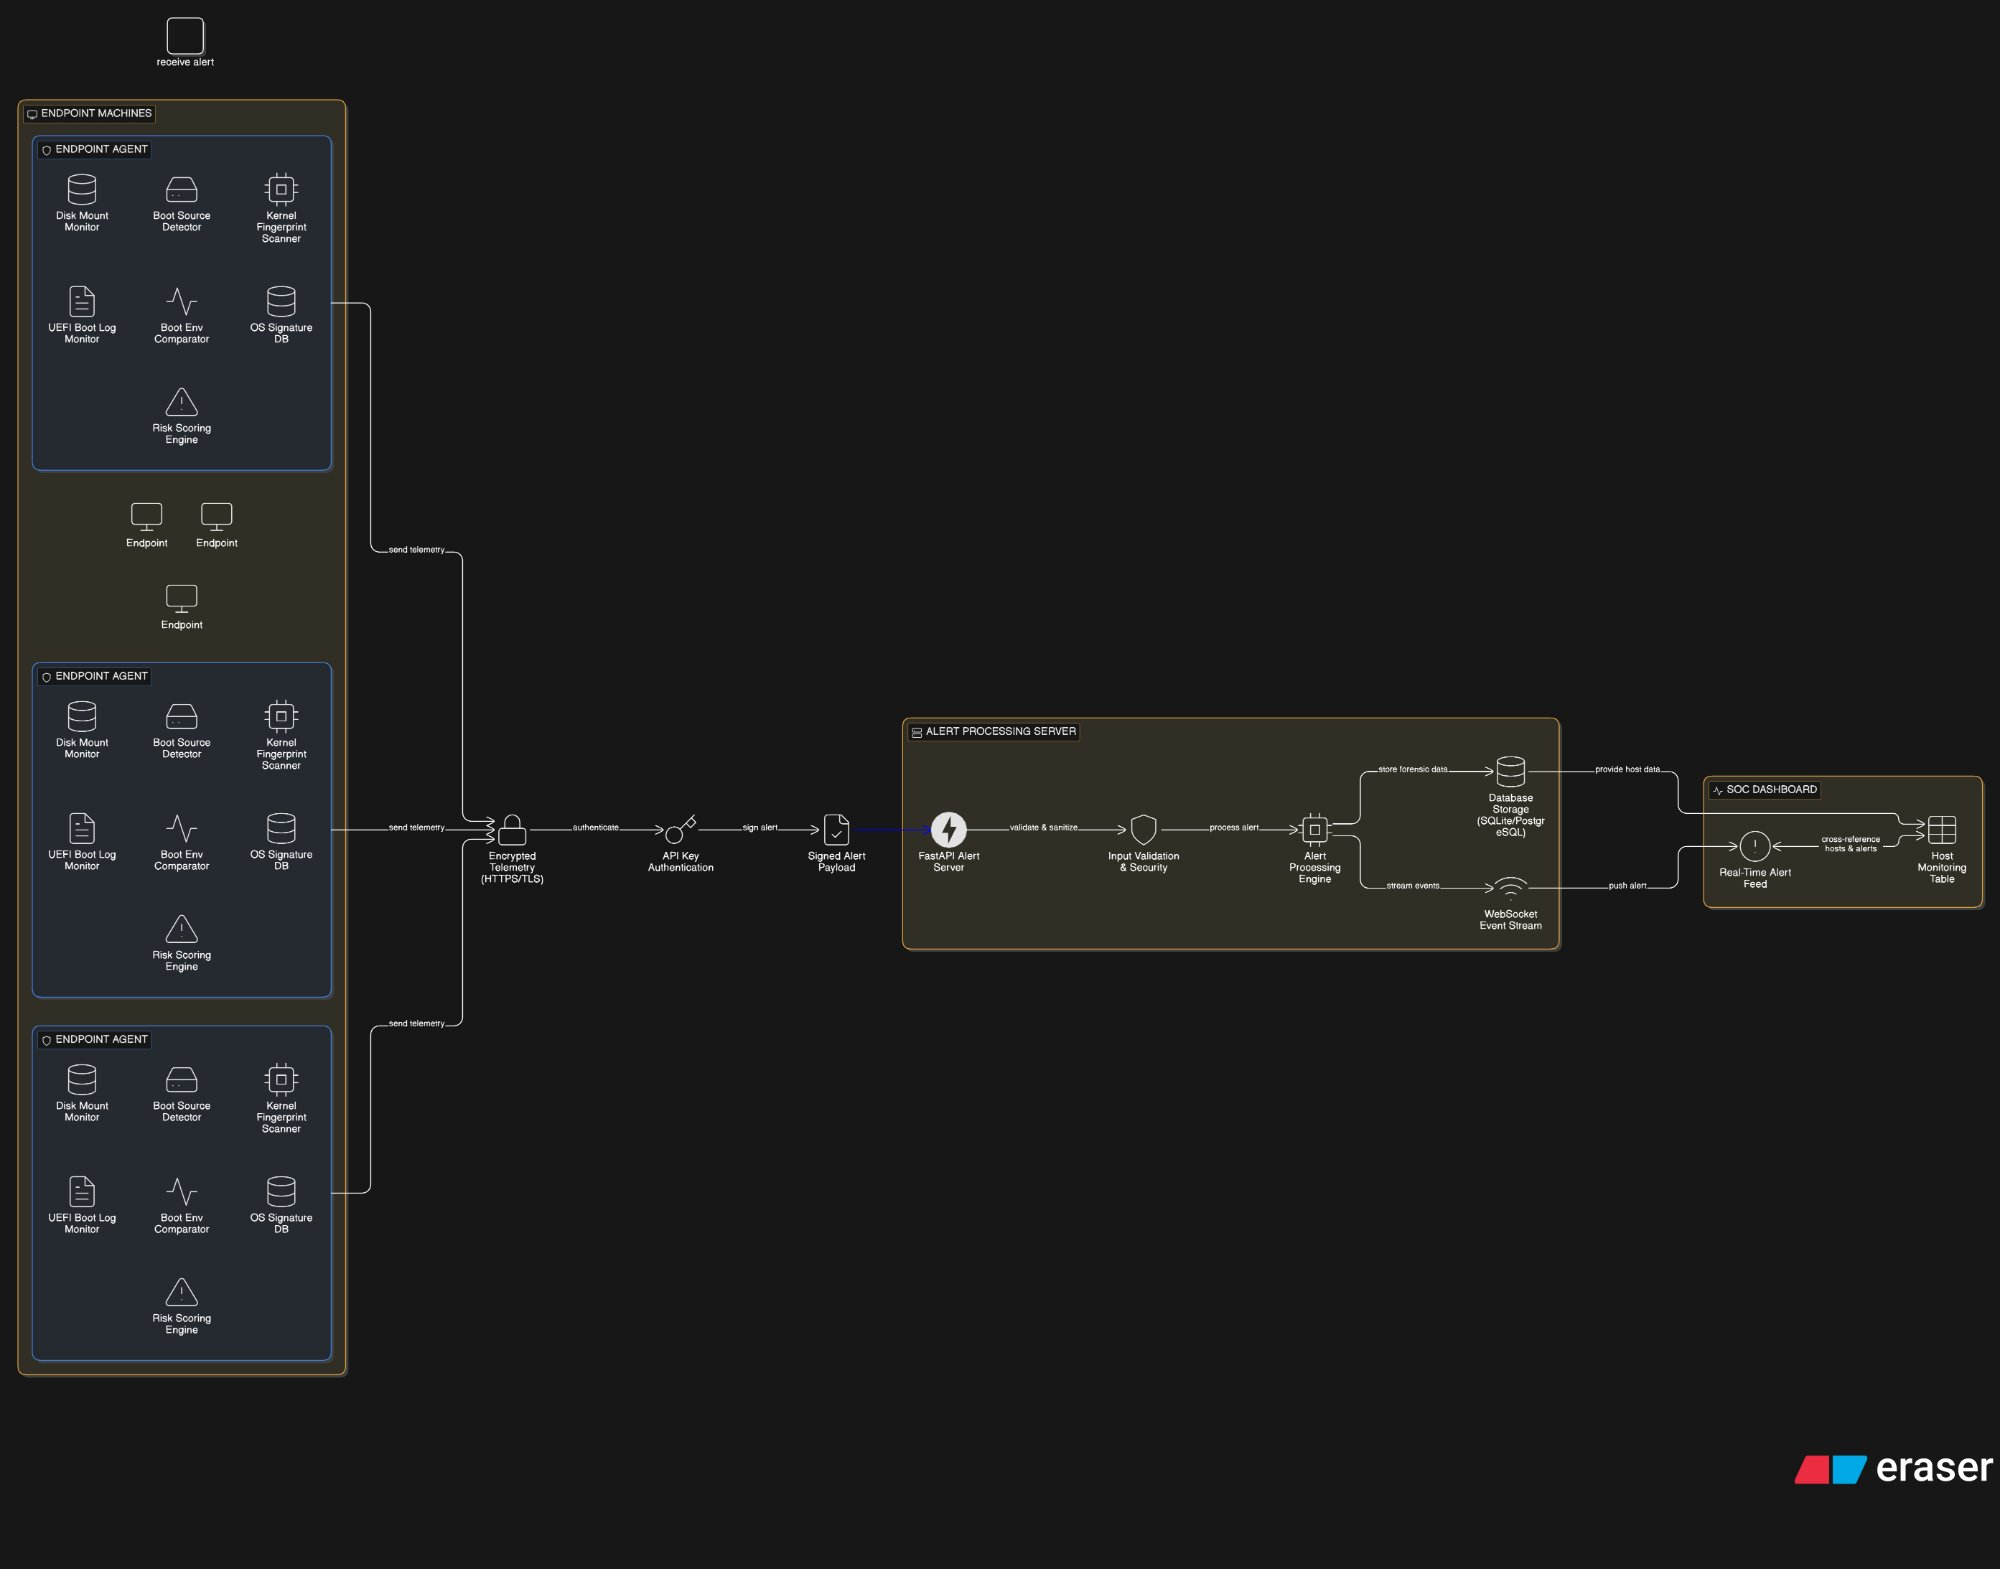 receive alert
ENDPOINT MACHINES
ENDPOINT AGENT
Disk Mount
Monitor
Boot Source
Detector
Kernel
Fingerprint
Scanner
UEFI Boot Log
Monitor
Boot Env
Comparator
OS Signature
DB
Risk Scoring
Engine
Endpoint
Endpoint
Endpoint
ENDPOINT AGENT
Disk Mount
Monitor
Boot Source
Detector
Kernel
Fingerprint
Scanner
UEFI Boot Log
Monitor
Boot Env
Comparator
OS Signature
DB
Risk Scoring
Engine
ENDPOINT AGENT
Disk Mount
Monitor
Boot Source
Detector
Kernel
Fingerprint
Scanner
UEFI Boot Log
Monitor
Boot Env
Comparator
OS Signature
DB
Risk Scoring
Engine
send telemetry
send telemetry
send telemetry
Encrypted
Telemetry
(HTTPS/TLS)
authenticate
API Key
Authentication
sign alert
Signed Alert
Payload
ALERT PROCESSING SERVER
FastAPI Alert
Server
validate & sanitize
Input Validation
& Security
process alert
Alert
Processing
Engine
store forensic data
Database
Storage
(SQLite/Postgr
eSQL)
stream events
WebSocket
Event Stream
provide host data
push alert
SOC DASHBOARD
Real-Time Alert
Feed
cross-reference
hosts & alerts
Host
Monitoring
Table
eraser